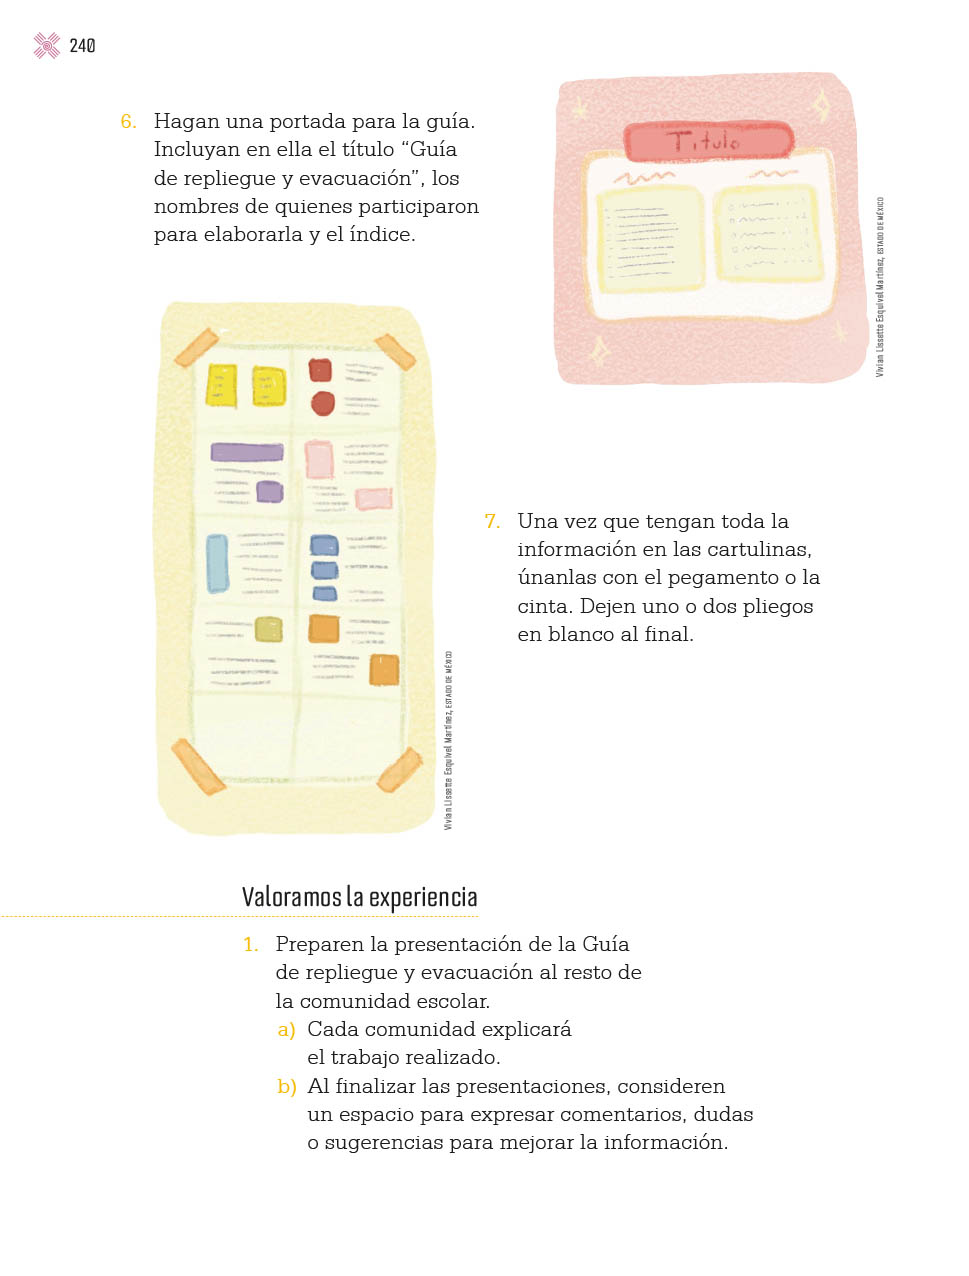 240
6. Hagan una portada para la guía.
Incluyan en ella el título “Guía
de repliegue y evacuación”, los
nombres de quienes participaron
para elaborarla y el índice.
Título
Vivian Lissette Esquivel Martínez, ESTADO DE MÉXICO
7. Una vez que tengan toda la
información en las cartulinas,
únanlas con el pegamento o la
cinta. Dejen uno o dos pliegos
en blanco al final.
Vivian Lissette Esquivel Martínez, ESTADO DE MÉXICO
Valoramos la experiencia
1. Preparen la presentación de la Guía
de repliegue y evacuación al resto de
la comunidad escolar.
a) Cada comunidad explicará
el trabajo realizado.
b) Al finalizar las presentaciones, consideren
un espacio para expresar comentarios, dudas
o sugerencias para mejorar la información.